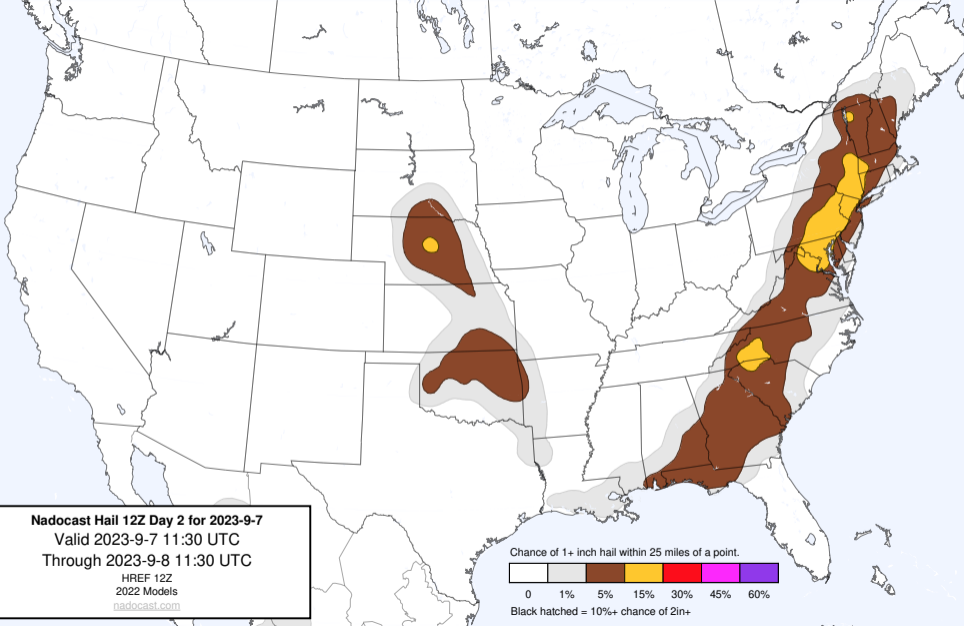 Nadocast Hail 12Z Day 2 for 2023-9-7
Valid 2023-9-7 11:30 UTC
Through 2023-9-8 11:30 UTC
HREF 12Z
2022 Models
nadocast.com
Chance of 1+ inch hail within 25 miles of a point.
0 1% 5% 15% 30% 45% 60%
Black hatched = 10%+ chance of 2in+